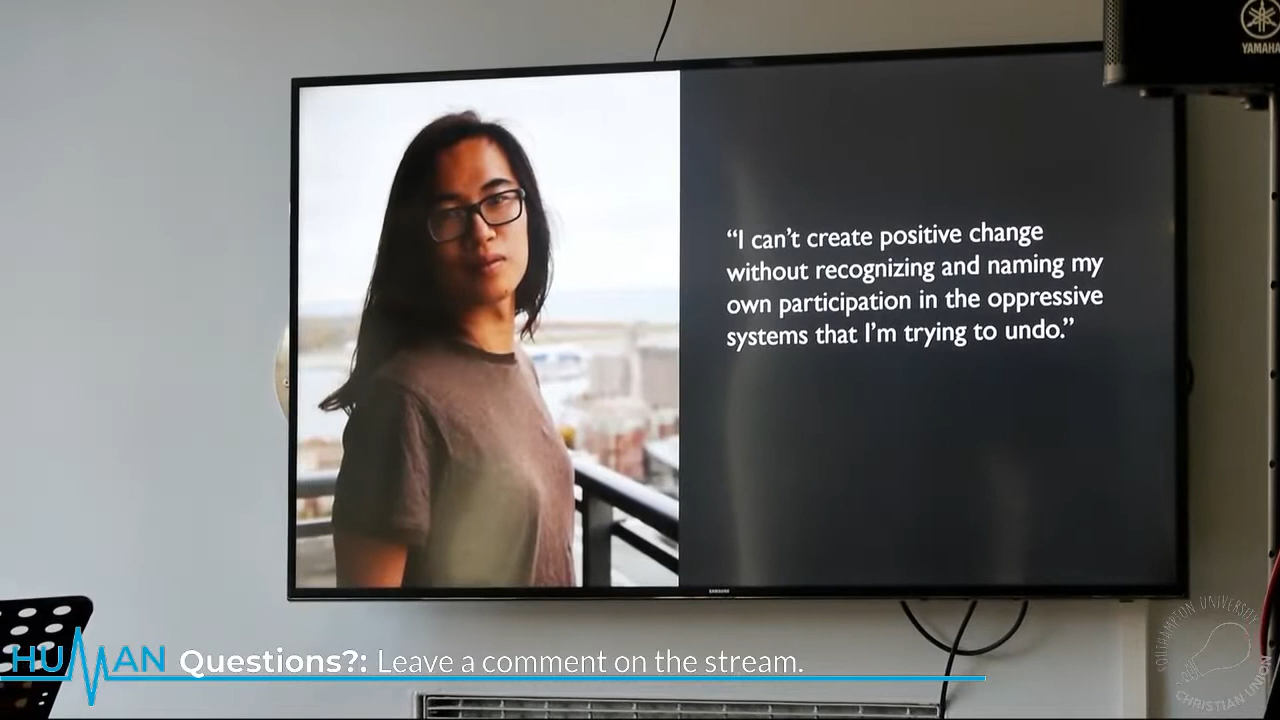 YAMAHA
“I can’t create positive change
without recognizing and naming my
own participation in the oppressive
systems that I’m trying to undo.”
SAMSUNG
HUMAN
Questions?: Leave a comment on the stream.
SOUTHAMPTON UNIVERSITY
CHRISTIAN UNION